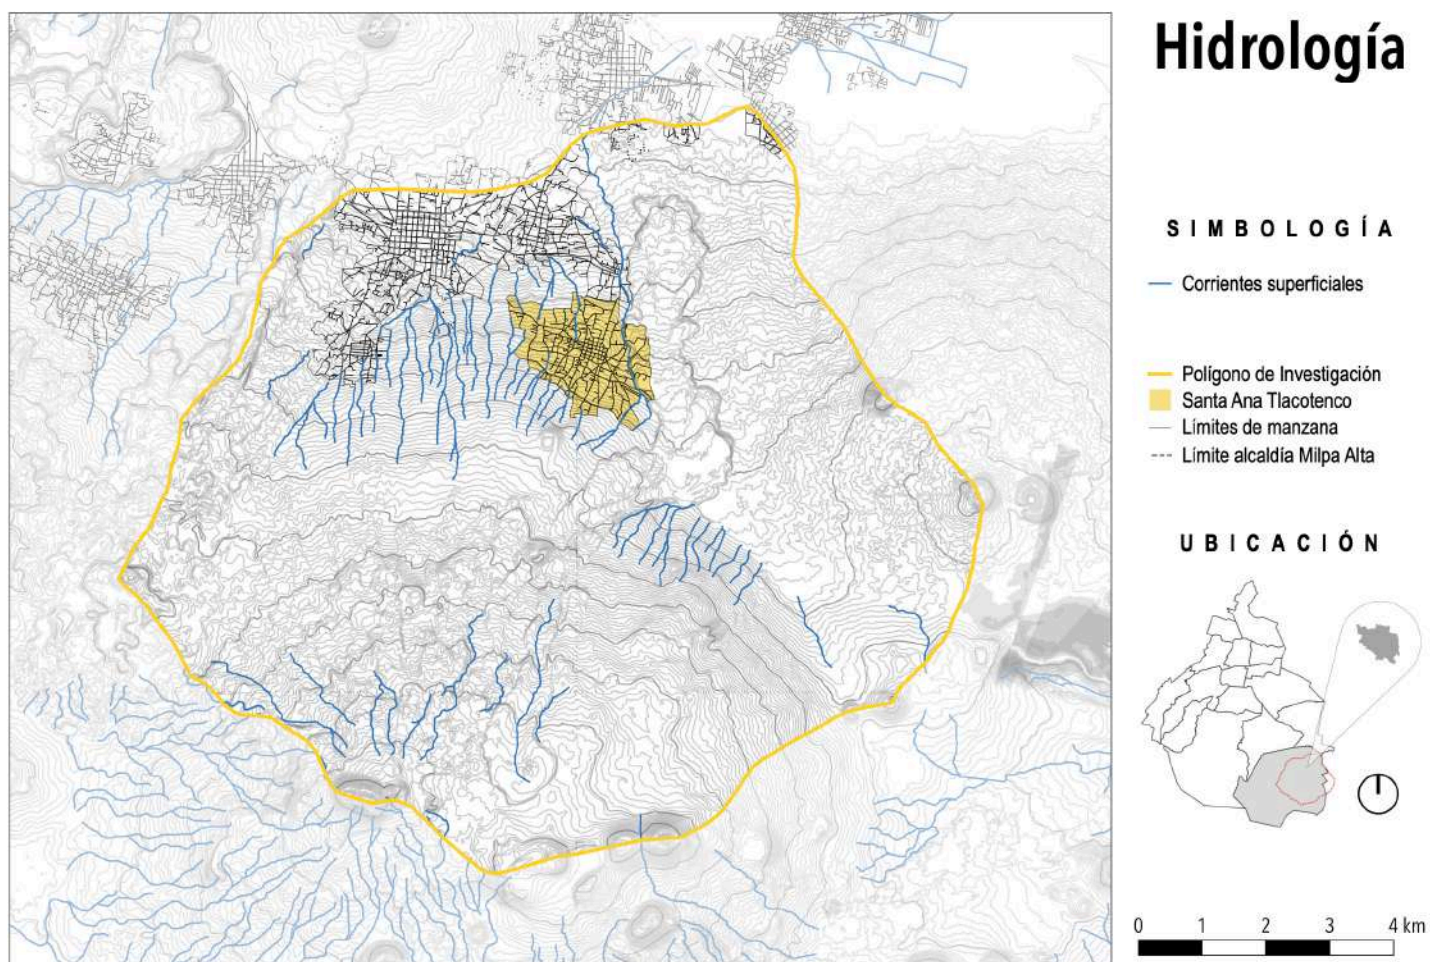 Hidrología
SIMBOLOGÍA
Corrientes superficiales
Polígono de Investigación
Santa Ana Tlacotenco
Límites de manzana
Límite alcaldía Milpa Alta
UBICACIÓN
0 1 2 3 4 km